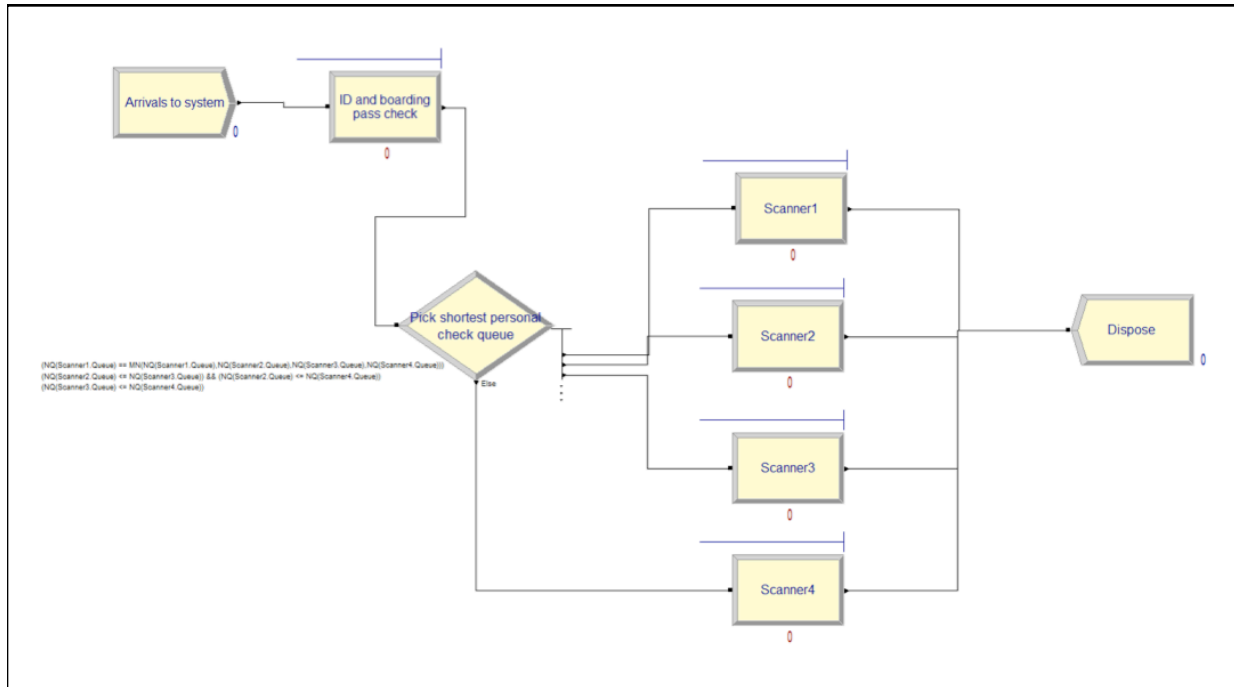 Arrivals to system
0
ID and boarding
pass check
0
Scanner1
0
Pick shortest personal
check queue
Else
(NQ(Scanner1.Queue) == MN(NQ(Scanner1.Queue),NQ(Scanner2.Queue),NQ(Scanner3.Queue),NQ(Scanner4.Queue)))
(NQ(Scanner2.Queue) <= NQ(Scanner3.Queue)) && (NQ(Scanner2.Queue) <= NQ(Scanner4.Queue))
(NQ(Scanner3.Queue) <= NQ(Scanner4.Queue))
Scanner2
0
Dispose
0
Scanner3
0
Scanner4
0